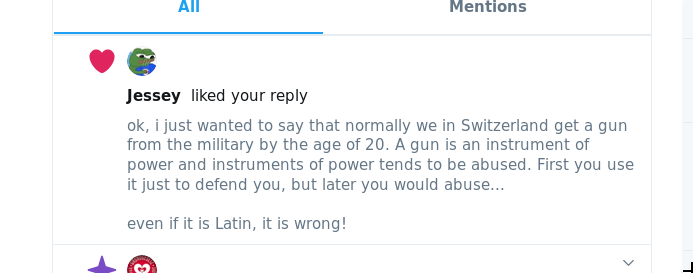 All Mentions
Jessey liked your reply
ok, i just wanted to say that normally we in Switzerland get a gun
from the military by the age of 20. A gun is an instrument of
power and instruments of power tends to be abused. First you use
it just to defend you, but later you would abuse...
even if it is Latin, it is wrong!